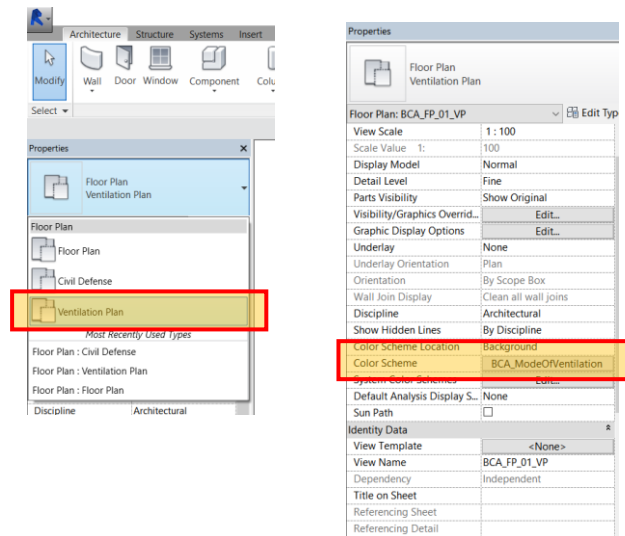 Architecture Structure Systems Insert
Modify Wall Door Window Component
Select
Properties
Floor Plan
Ventilation Plan
Floor Plan
Floor Plan
Civil Defense
Ventilation Plan
Most Recently Used Types
Floor Plan : Civil Defense
Floor Plan : Ventilation Plan
Floor Plan : Floor Plan
Discipline Architectural
Properties
Floor Plan
Ventilation Plan
Floor Plan: BCA_FP_01_VP Edit Typ
View Scale 1 : 100
Scale Value 1: 100
Display Model Normal
Detail Level Fine
Parts Visibility Show Original
Visibility/Graphics Overrid... Edit...
Graphic Display Options Edit...
Underlay None
Underlay Orientation Plan
Orientation By Scope Box
Wall Join Display Clean all wall joins
Discipline Architectural
Show Hidden Lines By Discipline
Color Scheme Location Background
Color Scheme BCA_ModeOfVentilation
System Color Schemes Edit...
Default Analysis Display S... None
Sun Path
Identity Data
View Template <None>
View Name BCA_FP_01_VP
Dependency Independent
Title on Sheet
Referencing Sheet
Referencing Detail